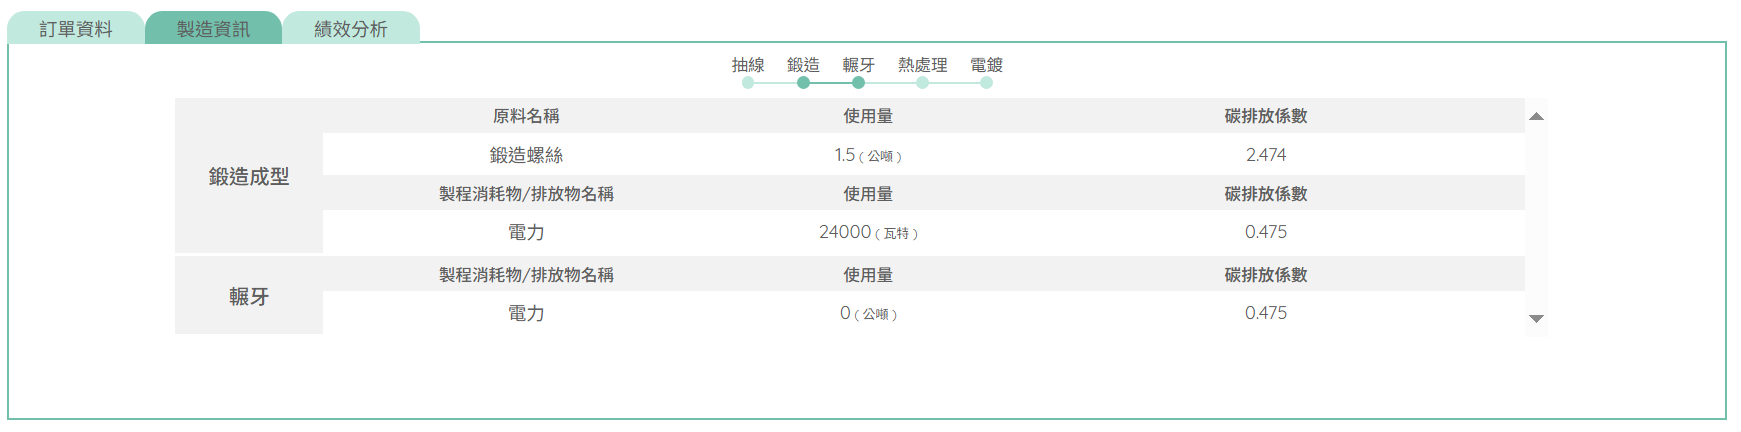 訂單資料 製造資訊 績效分析
抽線 鍛造 輾牙 熱處理 電鍍
原料名稱 使用量 碳排放係數
鍛造螺絲 1.5 ( 公噸 ) 2.474
鍛造成型
製程消耗物/排放物名稱 使用量 碳排放係數
電力 24000 ( 瓦特 ) 0.475
製程消耗物/排放物名稱 使用量 碳排放係數
輾牙
電力 0 ( 公噸 ) 0.475